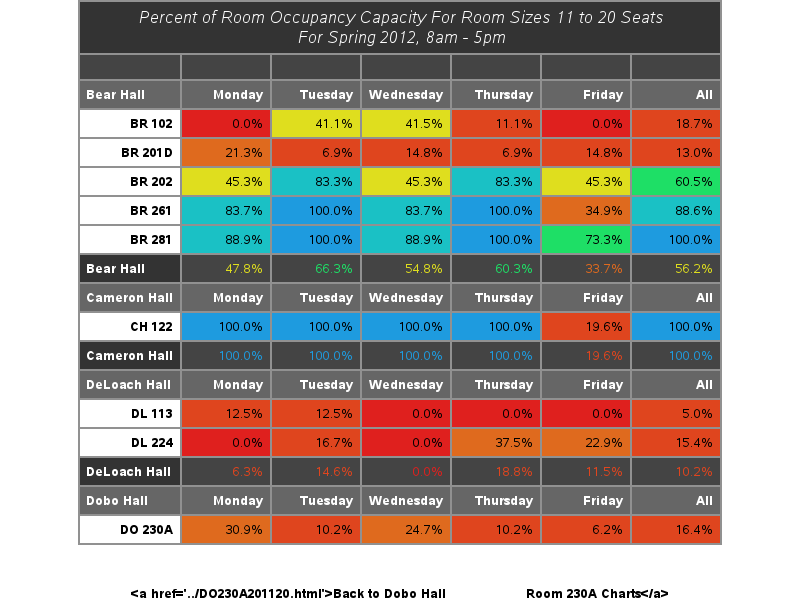 Percent of Room Occupancy Capacity For Room Sizes 11 to 20 Seats
For Spring 2012, 8am - 5pm
Bear Hall Monday Tuesday Wednesday Thursday Friday All
BR 102 0.0% 41.1% 41.5% 11.1% 0.0% 18.7%
BR 201D 21.3% 6.9% 14.8% 6.9% 14.8% 13.0%
BR 202 45.3% 83.3% 45.3% 83.3% 45.3% 60.5%
BR 261 83.7% 100.0% 83.7% 100.0% 34.9% 88.6%
BR 281 88.9% 100.0% 88.9% 100.0% 73.3% 100.0%
Bear Hall 47.8% 66.3% 54.8% 60.3% 33.7% 56.2%
Cameron Hall Monday Tuesday Wednesday Thursday Friday All
CH 122 100.0% 100.0% 100.0% 100.0% 19.6% 100.0%
Cameron Hall 100.0% 100.0% 100.0% 100.0% 19.6% 100.0%
DeLoach Hall Monday Tuesday Wednesday Thursday Friday All
DL 113 12.5% 12.5% 0.0% 0.0% 0.0% 5.0%
DL 224 0.0% 16.7% 0.0% 37.5% 22.9% 15.4%
DeLoach Hall 6.3% 14.6% 0.0% 18.8% 11.5% 10.2%
Dobo Hall Monday Tuesday Wednesday Thursday Friday All
DO 230A 30.9% 10.2% 24.7% 10.2% 6.2% 16.4%
<a href='../DO230A201120.html'>Back to Dobo Hall Room 230A Charts</a>